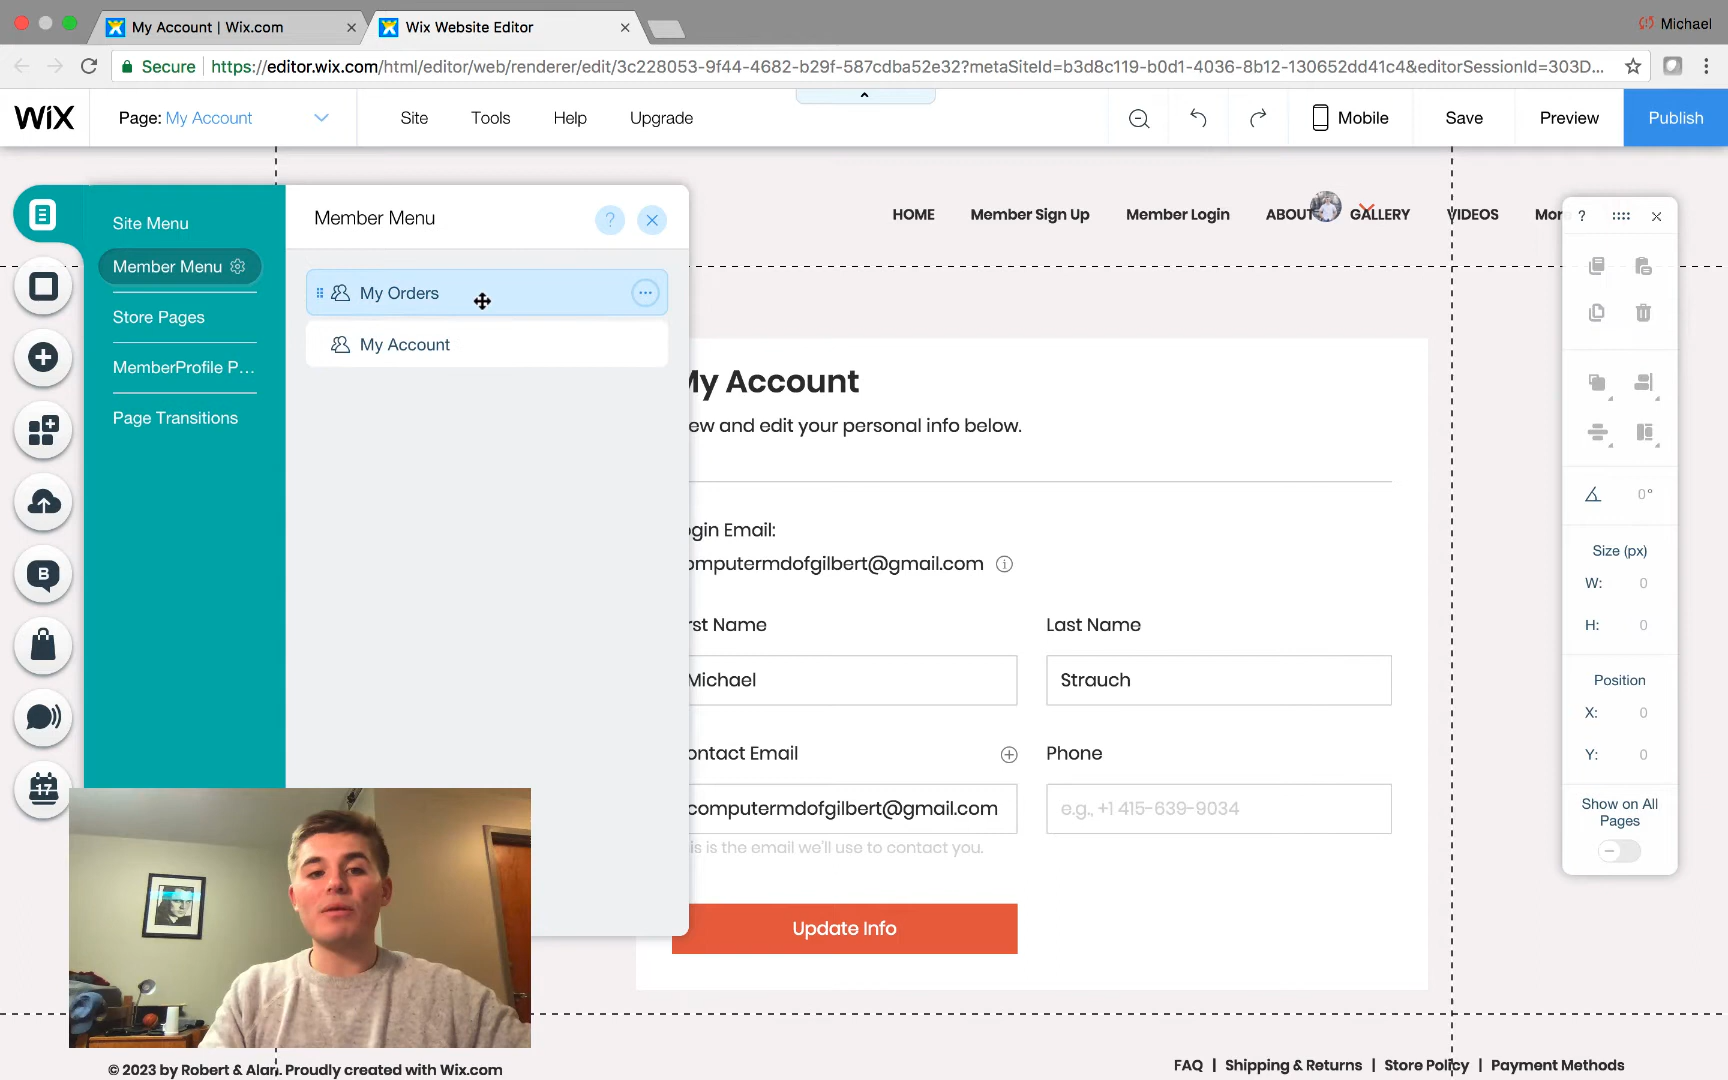 My Account | Wix.com
Wix Website Editor
Michael
Secure
https://editor.wix.com/html/editor/web/renderer/edit/3c228053-9f44-4682-b29f-587cdba52e32?metaSiteId=b3d8c119-b0d1-4036-8b12-130652dd41c4&editorSessionId=303D...
WiX
Page: My Account
Site
Tools
Help
Upgrade
Mobile
Save
Preview
Publish
Site Menu
Member Menu
Store Pages
MemberProfile P...
Page Transitions
Member Menu
?
My Orders
My Account
HOME
Member Sign Up
Member Login
ABOUT
GALLERY
VIDEOS
Mor
My Account
ew and edit your personal info below.
ogin Email:
omputermdofgilbert@gmail.com
rst Name
Last Name
Michael
Strauch
ontact Email
Phone
computermdofgilbert@gmail.com
e.g., +1 415-639-9034
is is the email we'll use to contact you.
Update Info
?
0°
Size (px)
W: 0
H: 0
Position
X: 0
Y: 0
Show on All
Pages
B
17
© 2023 by Robert & Alan. Proudly created with Wix.com
FAQ | Shipping & Returns | Store Policy | Payment Methods